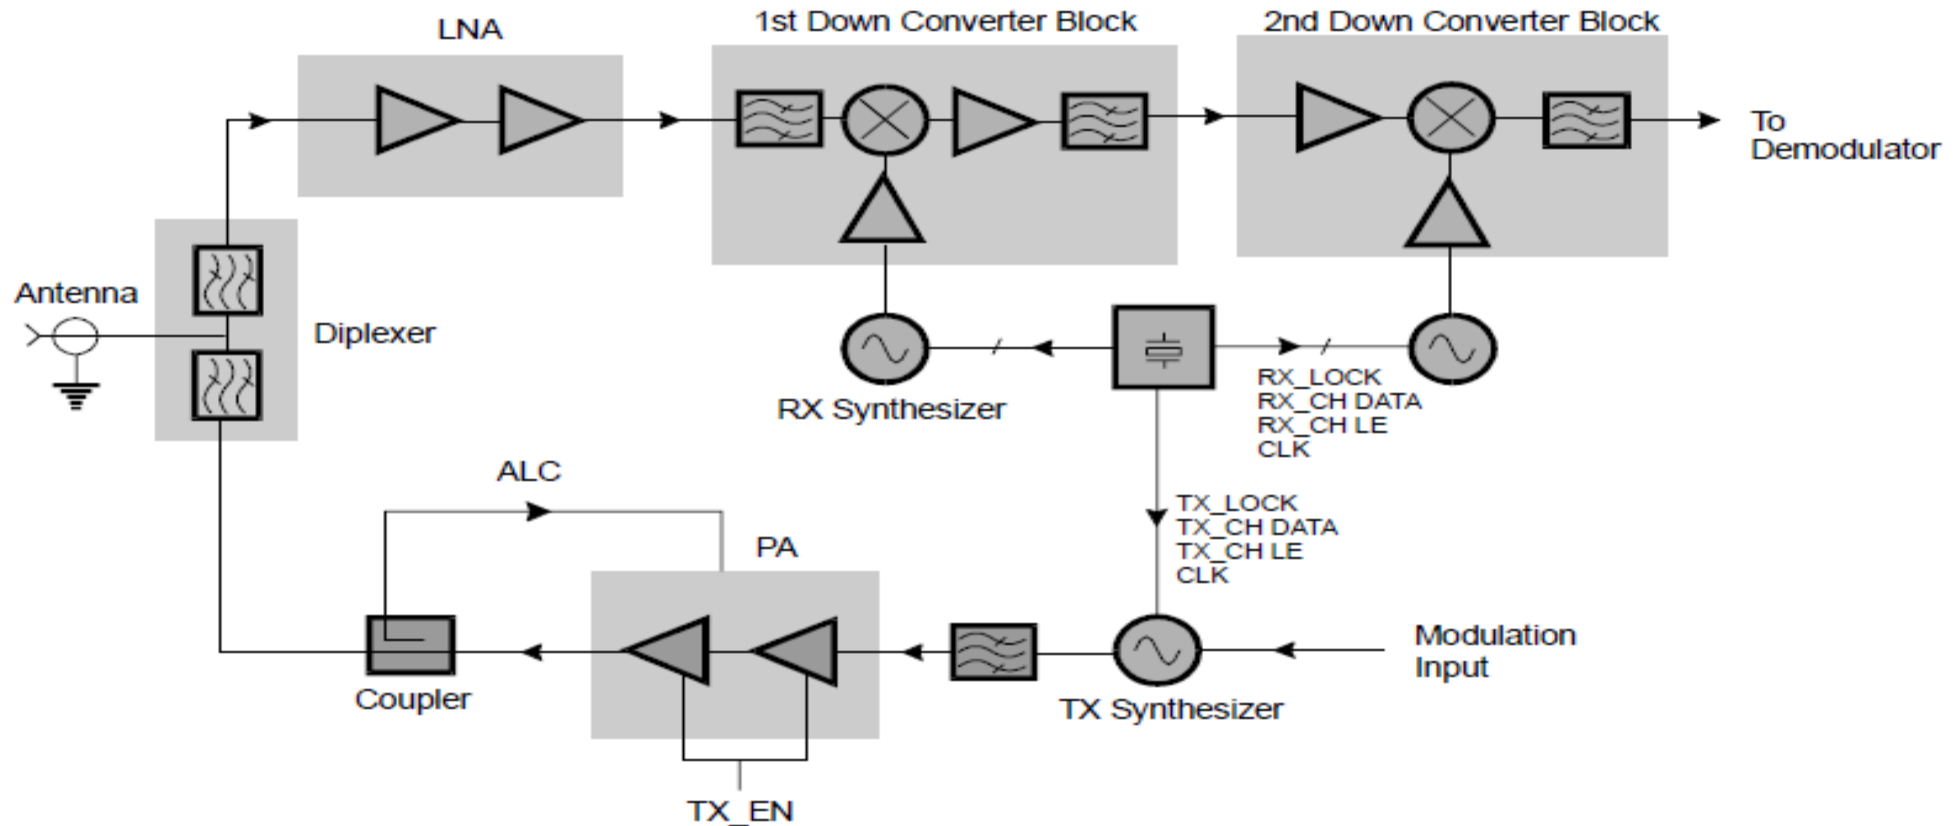 LNA
1st Down Converter Block
2nd Down Converter Block
To
Demodulator
Antenna
Diplexer
RX Synthesizer
RX_LOCK
RX_CH DATA
RX_CH LE
CLK
ALC
TX_LOCK
TX_CH DATA
TX_CH LE
CLK
PA
Coupler
Modulation
Input
TX Synthesizer
TX_EN